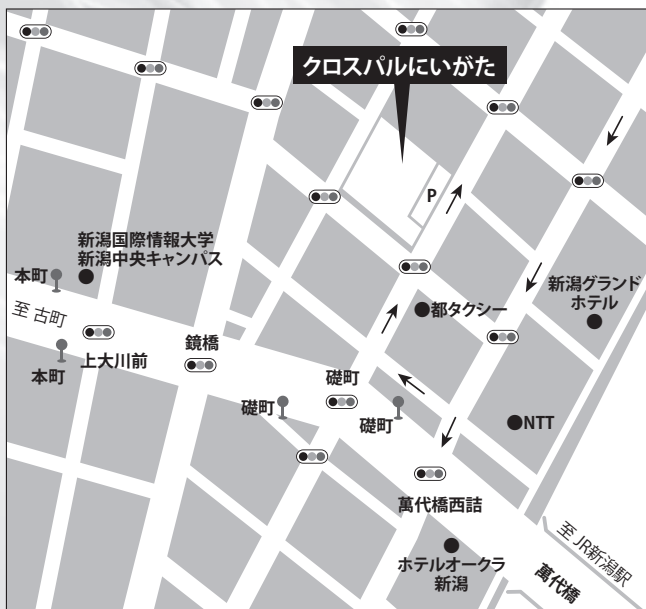 クロスパルにいがた
P
新潟国際情報大学
新潟中央キャンパス
本町
新潟グランド
ホテル
都タクシー
至 古町
上大川前
鏡橋
本町
礎町
礎町
礎町
NTT
萬代橋西詰
至 JR新潟駅
ホテルオークラ
新潟
萬代橋